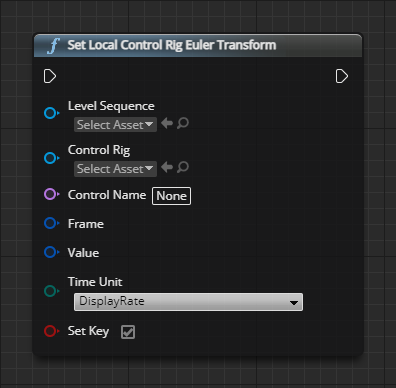 Set Local Control Rig Euler Transform
Level Sequence
Select Asset
Control Rig
Select Asset
Control Name None
Frame
Value
Time Unit
DisplayRate
Set Key